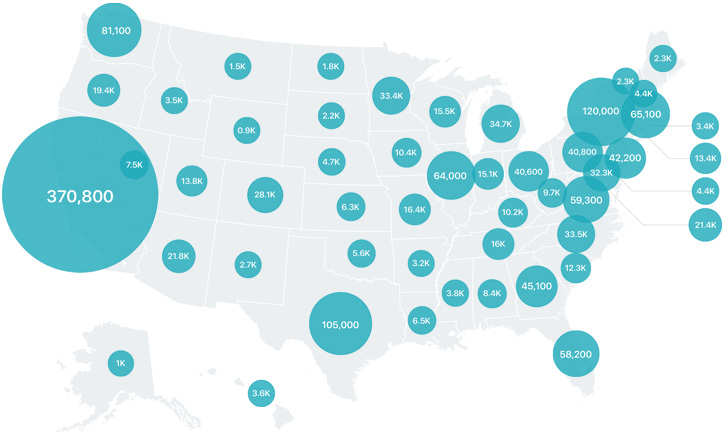 81,100
1.5K
1.8K
2.3K
2.3K
19.4K
3.5K
33.4K
4.4K
120,000
65,100
2.2K
15.5K
34.7K
3.4K
0.9K
7.5K
4.7K
10.4K
40,800
42,200
13.4K
370,800
13.8K
28.1K
64,000
15.1K
40,600
32.3K
4.4K
6.3K
16.4K
9.7K
59,300
10.2K
21.4K
21.8K
2.7K
5.6K
3.2K
16K
33.5K
12.3K
3.8K
8.4K
45,100
105,000
6.5K
58,200
1K
3.6K